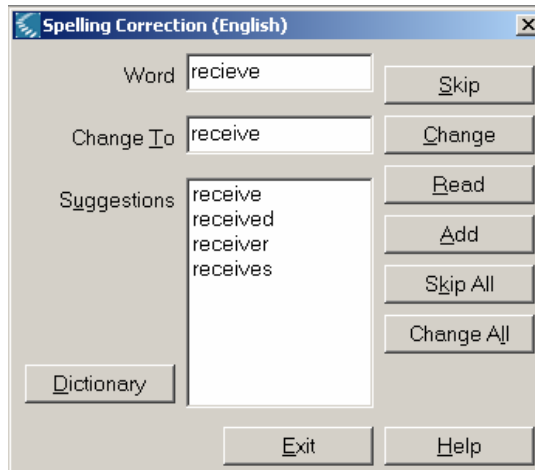 Spelling Correction (English)
Word recieve
Skip
Change To receive
Change
Suggestions
receive
received
receiver
receives
Read
Add
Skip All
Change All
Dictionary
Exit
Help